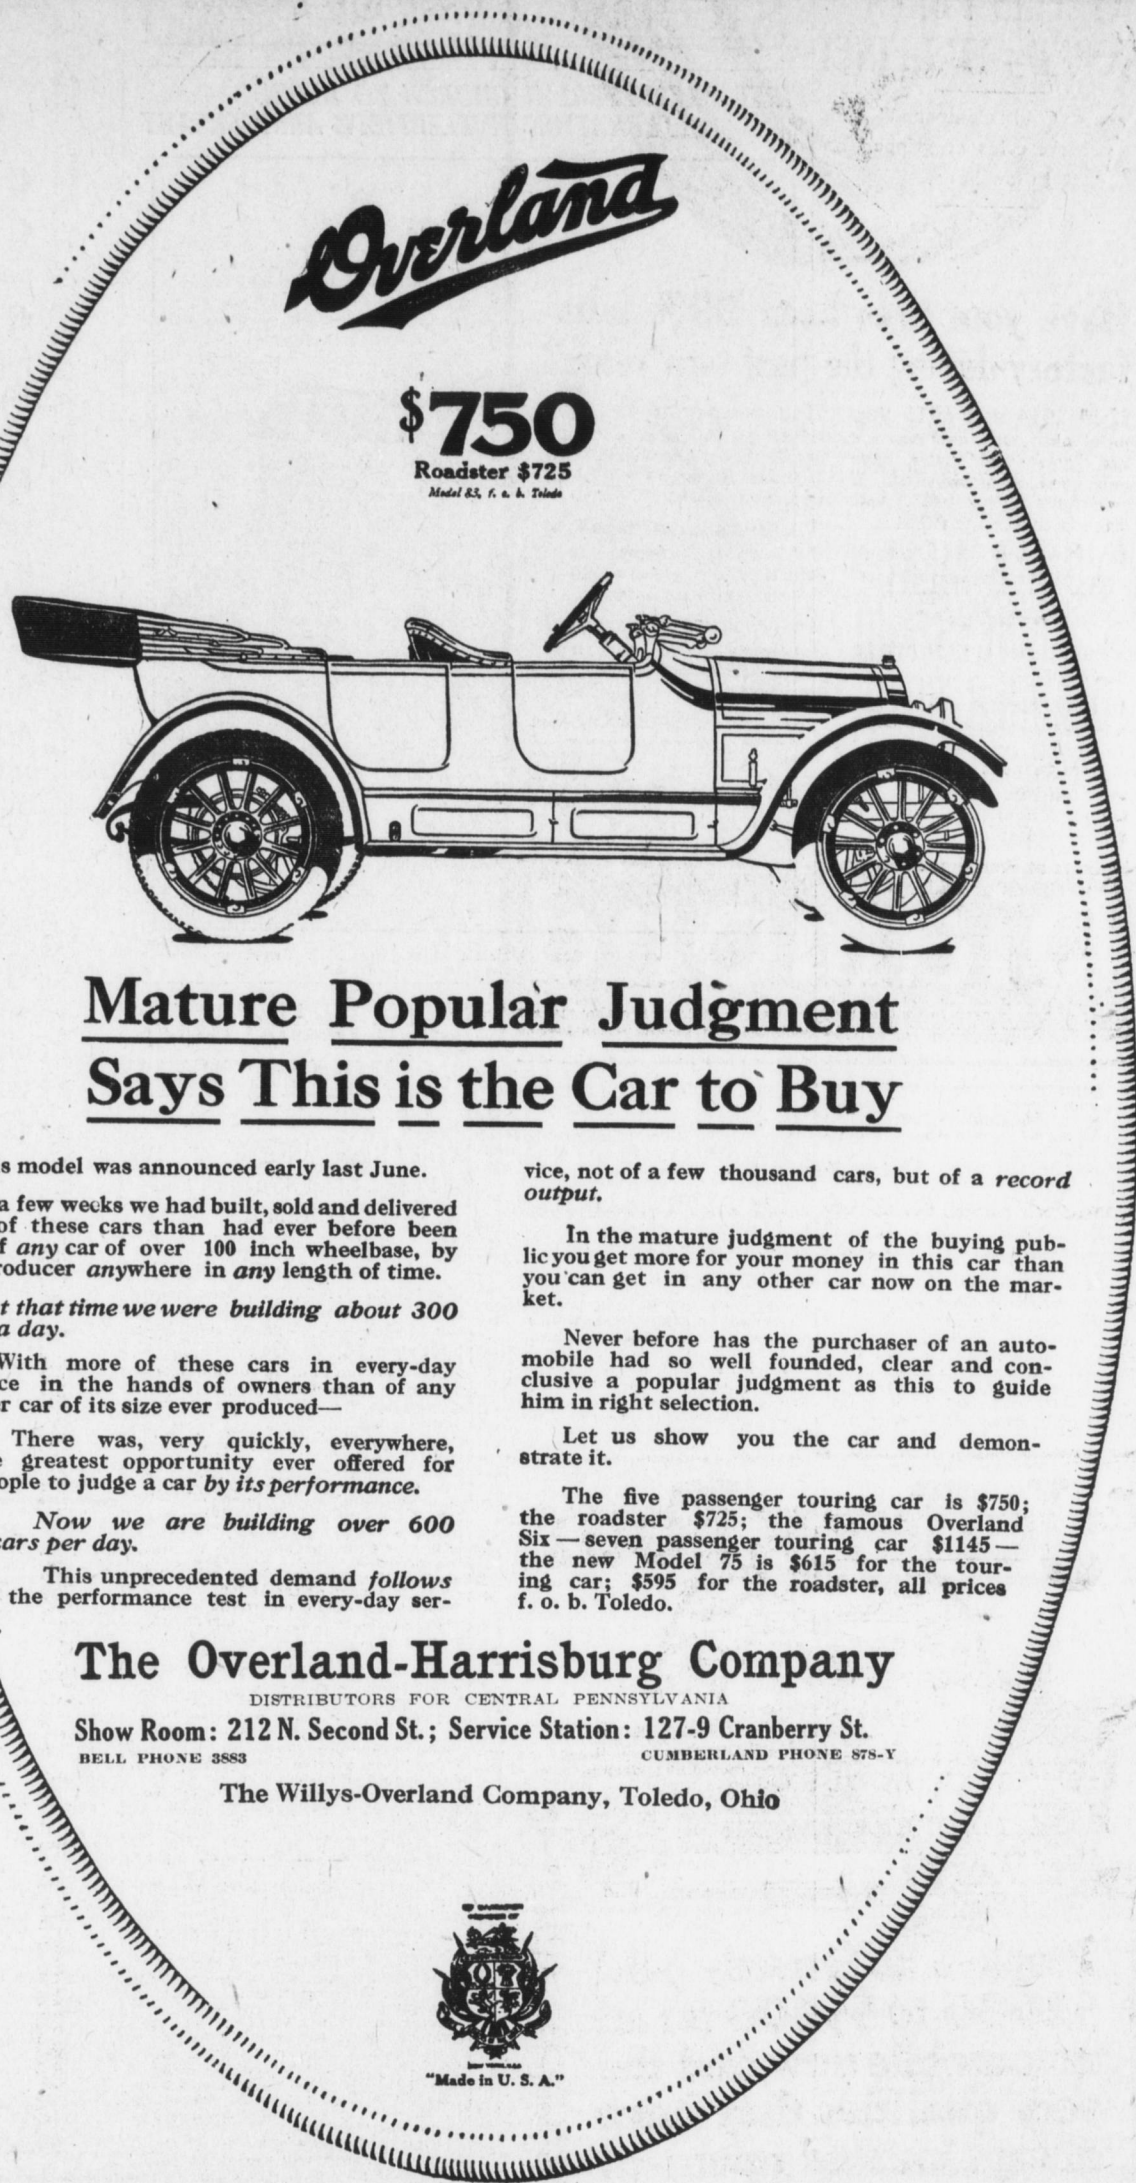 Overland
$750
Roadster $725
Model 83, f. o. b. Toledo
Mature Popular Judgment
Says This is the Car to Buy
s model was announced early last June.
a few weeks we had built, sold and delivered
of these cars than had ever before been
f any car of over 100 inch wheelbase, by
roducer anywhere in any length of time.
t that time we were building about 300
a day.
With more of these cars in every-day
ce in the hands of owners than of any
r car of its size ever produced—
There was, very quickly, everywhere,
e greatest opportunity ever offered for
ople to judge a car by its performance.
Now we are building over 600
cars per day.
This unprecedented demand follows
the performance test in every-day ser-
vice, not of a few thousand cars, but of a record
output.
In the mature judgment of the buying pub-
lic you get more for your money in this car than
you can get in any other car now on the mar-
ket.
Never before has the purchaser of an auto-
mobile had so well founded, clear and con-
clusive a popular judgment as this to guide
him in right selection.
Let us show you the car and demon-
strate it.
The five passenger touring car is $750;
the roadster $725; the famous Overland
Six — seven passenger touring car $1145 —
the new Model 75 is $615 for the tour-
ing car; $595 for the roadster, all prices
f. o. b. Toledo.
The Overland-Harrisburg Company
DISTRIBUTORS FOR CENTRAL PENNSYLVANIA
Show Room: 212 N. Second St.; Service Station: 127-9 Cranberry St.
BELL PHONE 3883 CUMBERLAND PHONE 878-Y
The Willys-Overland Company, Toledo, Ohio
"Made in U. S. A."